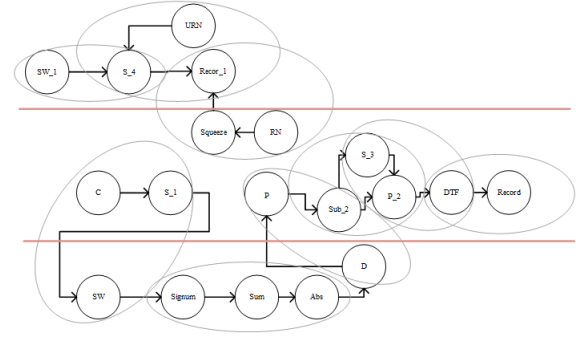 URN
SW_1
S_4
Recor_1
Squeeze
RN
S_3
C
S_1
P
Sub_2
P_2
DTF
Record
D
SW
Signum
Sum
Abs